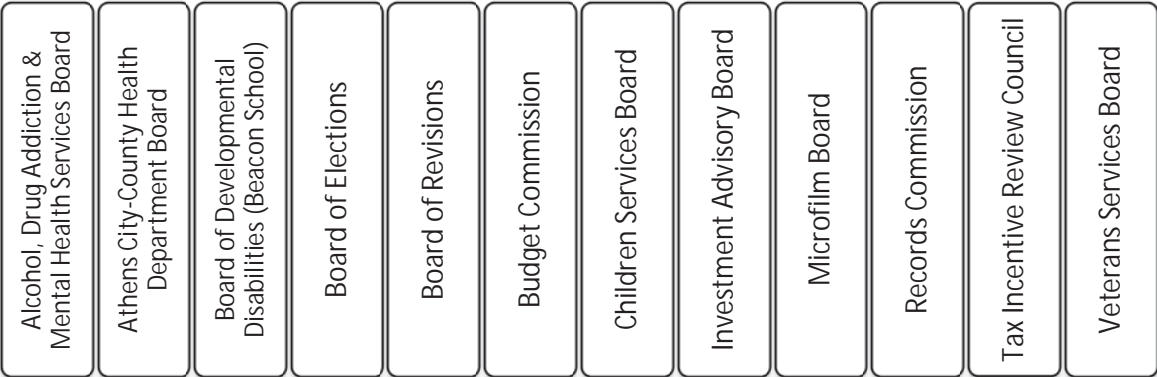 Alcohol, Drug Addiction &
Mental Health Services Board
Athens City-County Health
Department Board
Board of Developmental
Disabilities (Beacon School)
Board of Elections
Board of Revisions
Budget Commission
Children Services Board
Investment Advisory Board
Microfilm Board
Records Commission
Tax Incentive Review Council
Veterans Services Board